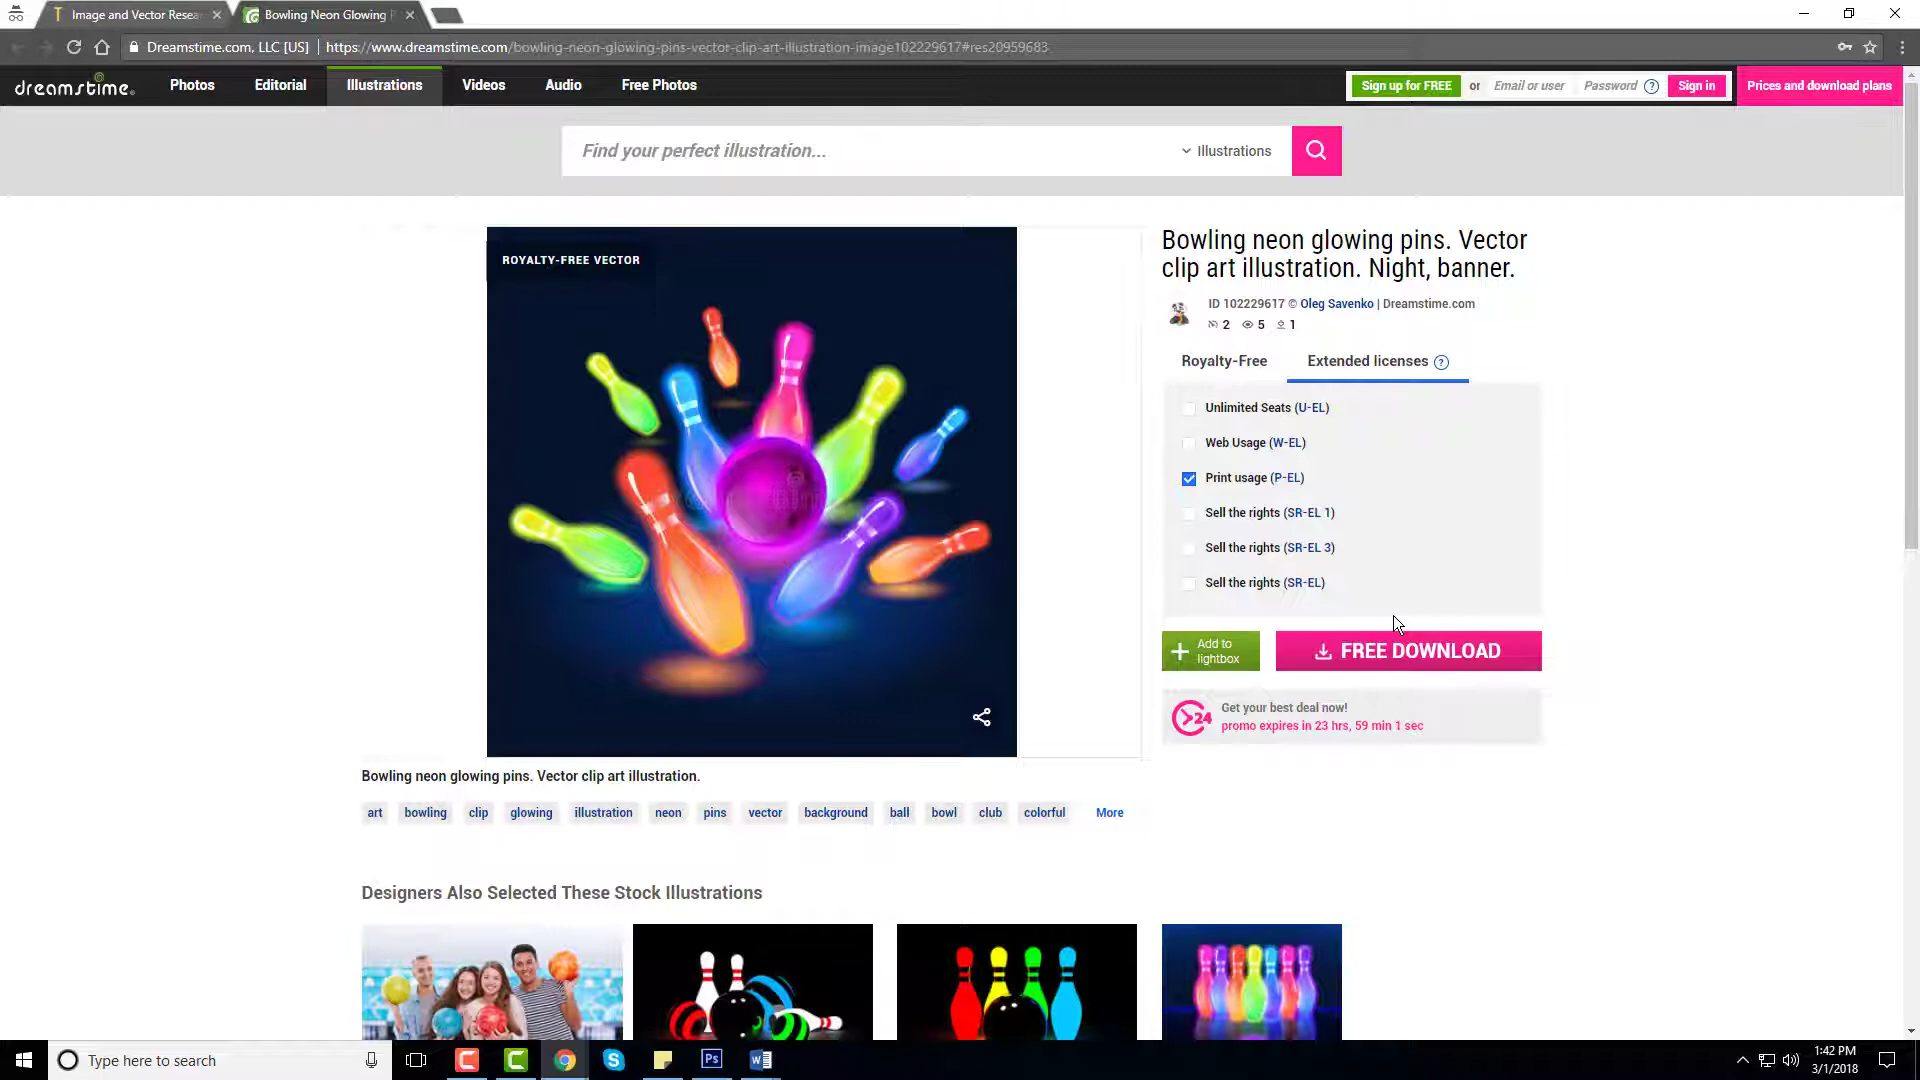 Image and Vector Resea
Bowling Neon Glowing P
Dreamstime.com, LLC [US]
https://www.dreamstime.com/bowling-neon-glowing-pins-vector-clip-art-illustration-image102229617#res20959683
dreamstime.
Photos
Editorial
Illustrations
Videos
Audio
Free Photos
Sign up for FREE or Email or user Password ? Sign in
Prices and download plans
Find your perfect illustration...
Illustrations
ROYALTY-FREE VECTOR
Bowling neon glowing pins. Vector
clip art illustration. Night, banner.
ID 102229617 © Oleg Savenko | Dreamstime.com
2 5 1
Royalty-Free
Extended licenses ?
Unlimited Seats (U-EL)
Web Usage (W-EL)
Print usage (P-EL)
Sell the rights (SR-EL 1)
Sell the rights (SR-EL 3)
Sell the rights (SR-EL)
+ Add to
lightbox
FREE DOWNLOAD
24
Get your best deal now!
promo expires in 23 hrs, 59 min 1 sec
Bowling neon glowing pins. Vector clip art illustration.
art bowling clip glowing illustration neon pins vector background ball bowl club colorful More
Designers Also Selected These Stock Illustrations
Type here to search
Ps
1:42 PM
3/1/2018